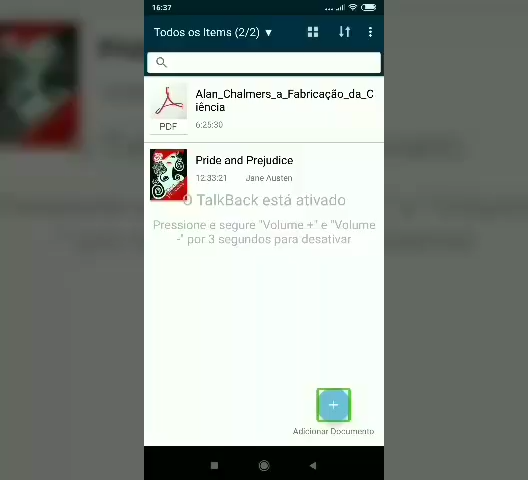 16:37
Todos os Items (2/2) ▼
Alan_Chalmers_a_Fabricação_da_C
iência
6:25:30
PDF
Pride and Prejudice
12:33:21 Jane Austen
O TalkBack está ativado
Pressione e segure "Volume +" e "Volume
-" por 3 segundos para desativar
+
Adicionar Documento